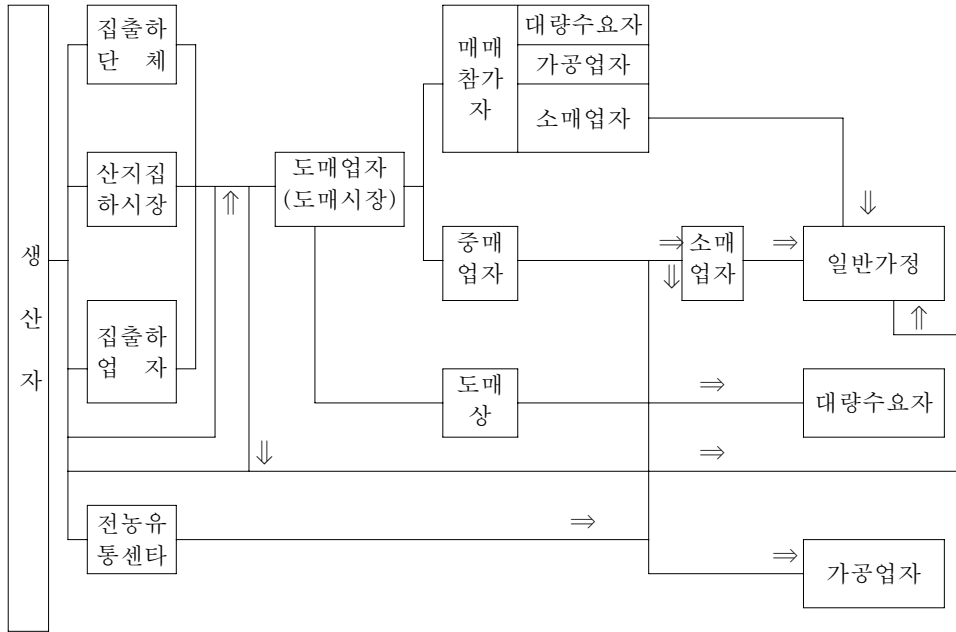 생
산
자
집출하
단 체
산지집
하시장
집출하
업 자
전농유
통센타
⇑
⇓
도매업자
(도매시장)
매매
참가
자
대량수요자
가공업자
소매업자
중매
업자
도매
상
⇒
⇒
⇓
소매
업자
⇒
⇓
일반가정
⇑
⇒
대량수요자
⇒
⇒
가공업자